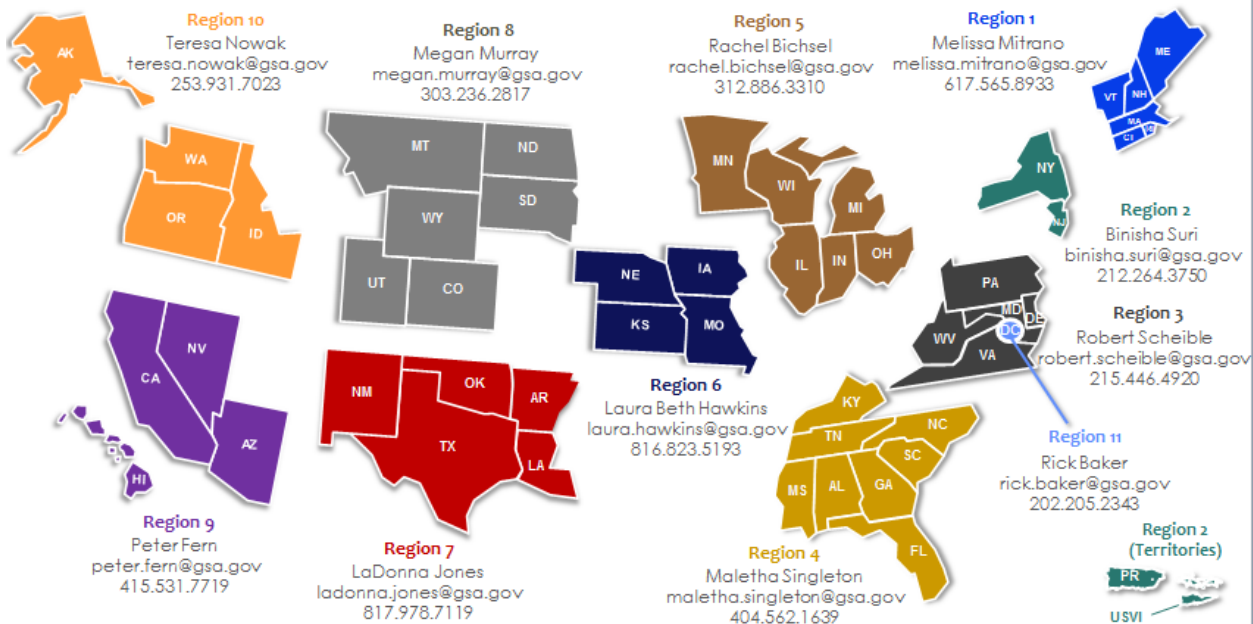 Region 10
Teresa Nowak
teresa.nowak@gsa.gov
253.931.7023
AK
WA
OR
ID
Region 8
Megan Murray
megan.murray@gsa.gov
303.236.2817
MT
ND
SD
WY
UT
CO
Region 5
Rachel Bichsel
rachel.bichsel@gsa.gov
312.886.3310
MN
WI
MI
IL
IN
OH
Region 1
Melissa Mitrano
melissa.mitrano@gsa.gov
617.565.8933
ME
VT
NH
MA
CT
NY
NJ
Region 2
Binisha Suri
binisha.suri@gsa.gov
212.264.3750
PA
MD
DE
DC
WV
VA
Region 3
Robert Scheible
robert.scheible@gsa.gov
215.446.4920
NE
IA
KS
MO
Region 6
Laura Beth Hawkins
laura.hawkins@gsa.gov
816.823.5193
NV
CA
AZ
HI
Region 9
Peter Fern
peter.fern@gsa.gov
415.531.7719
NM
OK
AR
TX
LA
Region 7
LaDonna Jones
ladonna.jones@gsa.gov
817.978.7119
KY
TN
NC
SC
MS
AL
GA
FL
Region 4
Maletha Singleton
maletha.singleton@gsa.gov
404.562.1639
Region 11
Rick Baker
rick.baker@gsa.gov
202.205.2343
Region 2
(Territories)
PR
USVI